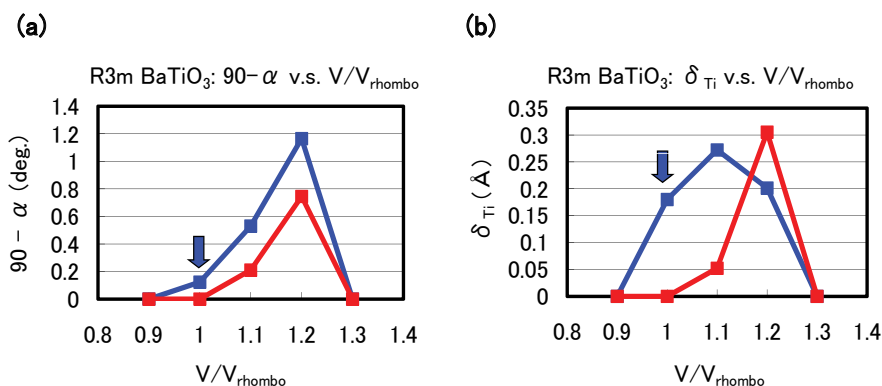 (a)
R3m BaTiO3: 90-α v.s. V/Vrhombo
90-α (deg.)
1.4
1.2
1
0.8
0.6
0.4
0.2
0
0.8 0.9 1 1.1 1.2 1.3 1.4
V/Vrhombo
(b)
R3m BaTiO3: δTi v.s. V/Vrhombo
δTi (Å)
0.35
0.3
0.25
0.2
0.15
0.1
0.05
0
0.8 0.9 1 1.1 1.2 1.3 1.4
V/Vrhombo